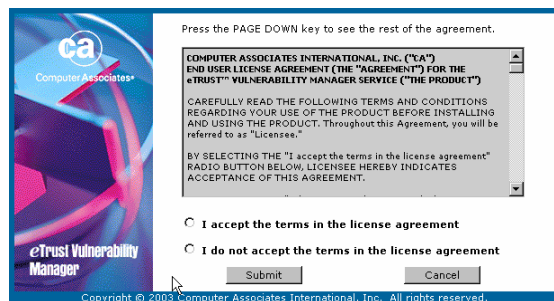 Press the PAGE DOWN key to see the rest of the agreement.
ca
Computer Associates®
COMPUTER ASSOCIATES INTERNATIONAL, INC. ("CA")
END USER LICENSE AGREEMENT (THE "AGREEMENT") FOR THE
eTRUST™ VULNERABILITY MANAGER SERVICE ("THE PRODUCT")
CAREFULLY READ THE FOLLOWING TERMS AND CONDITIONS
REGARDING YOUR USE OF THE PRODUCT BEFORE INSTALLING
AND USING THE PRODUCT. Throughout this Agreement, you will be
referred to as "Licensee."
BY SELECTING THE "I accept the terms in the license agreement"
RADIO BUTTON BELOW, LICENSEE HEREBY INDICATES
ACCEPTANCE OF THIS AGREEMENT.
I accept the terms in the license agreement
I do not accept the terms in the license agreement
eTrust Vulnerability
Manager
Submit
Cancel
Copyright © 2003 Computer Associates International, Inc. All rights reserved.